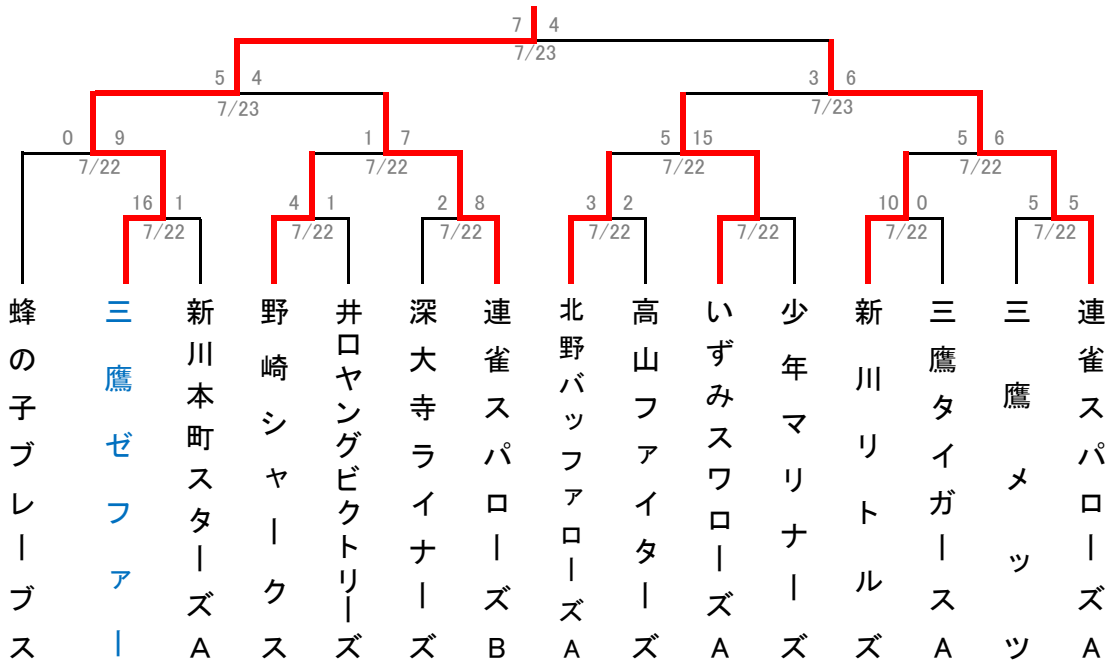 7 4
7/23
5 4
7/23
3 6
7/23
0 9
7/22
1 7
7/22
5 15
7/22
5 6
7/22
16 1
7/22
4 1
7/22
2 8
7/22
3 2
7/22
7/22
10 0
7/22
5 5
7/22
蜂の子ブレーブス
三鷹ゼファー
新川本町スターズA
野崎シャークス
井口ヤングビクトリーズ
深大寺ライナーズ
連雀スパローズB
北野バッファローズA
高山ファイターズ
いずみスワローズA
少年マリナーズ
新川リトルズ
三鷹タイガースA
三鷹メッツ
連雀スパローズA